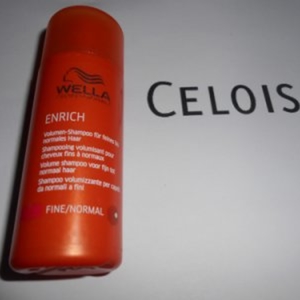 WELLA
ENRICH
Volumen-Shampoo für feines bis
normales Haar
Shampooing volumisant pour
cheveux fins à normaux
Volume shampoo voor fijn tot
normaal haar
Shampoo volumizzante per capelli
da normali a fini
FINE/NORMAL
CELOIS